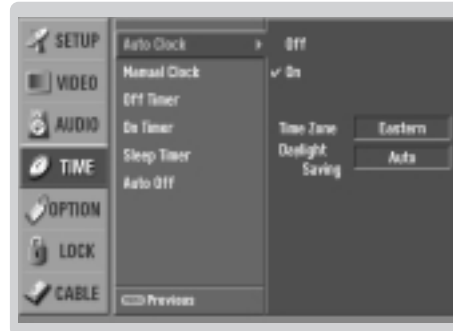 SETUP
VIDEO
AUDIO
TIME
OPTION
LOCK
CABLE
Auto Clock
Manual Clock
Off Timer
On Timer
Sleep Timer
Auto Off
Previous
Off
✓ On
Time Zone Eastern
Daylight
Saving Auto